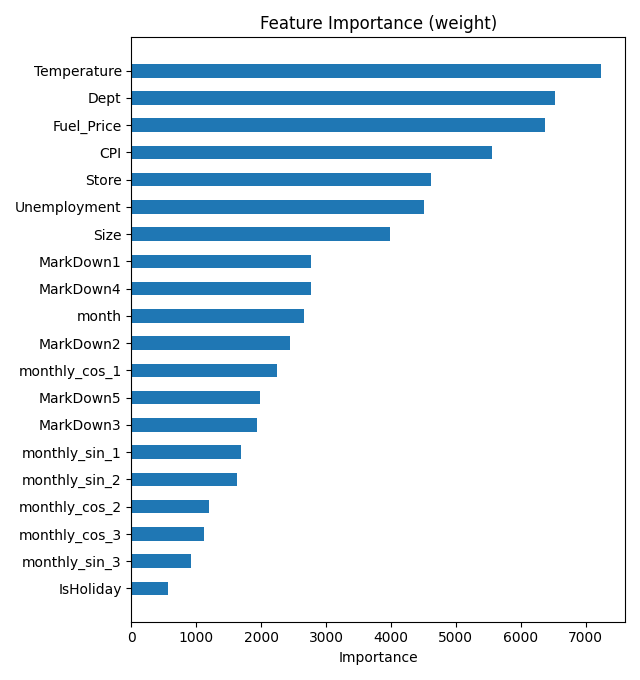 Feature Importance (weight)
Temperature
Dept
Fuel_Price
CPI
Store
Unemployment
Size
MarkDown1
MarkDown4
month
MarkDown2
monthly_cos_1
MarkDown5
MarkDown3
monthly_sin_1
monthly_sin_2
monthly_cos_2
monthly_cos_3
monthly_sin_3
IsHoliday
0 1000 2000 3000 4000 5000 6000 7000
Importance